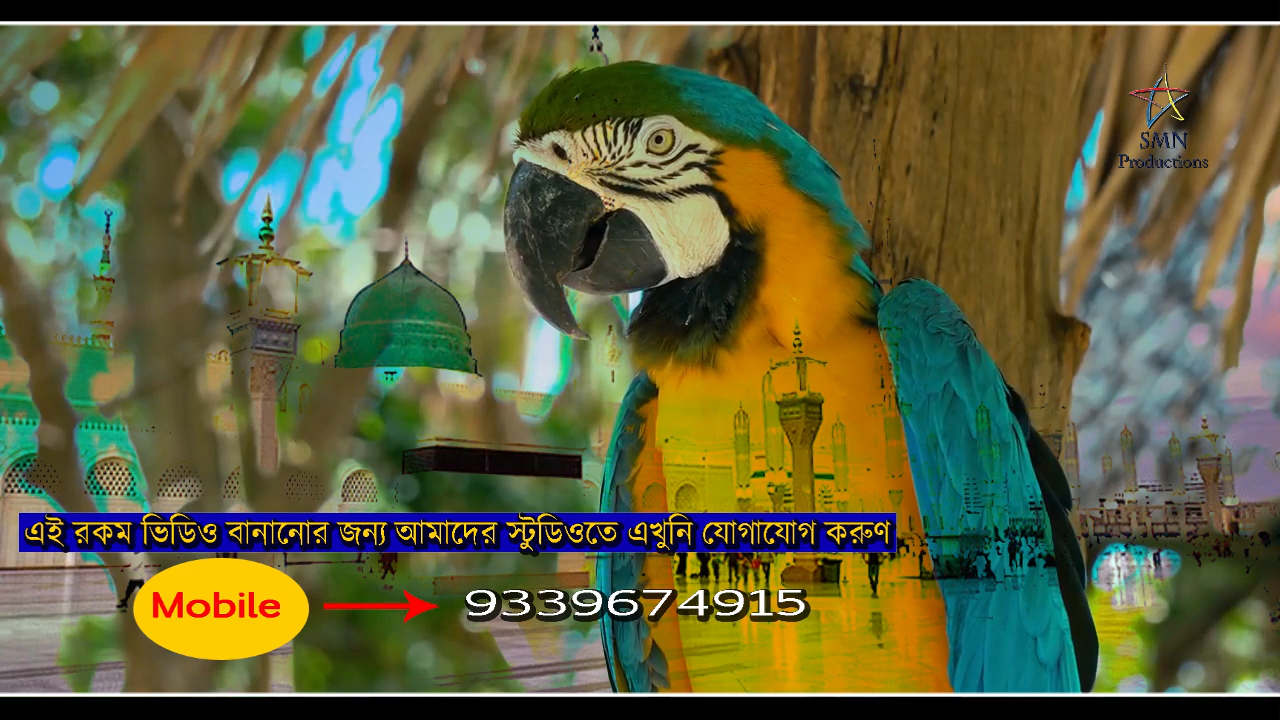 SMN
Productions
এই রকম ভিডিও বানানোর জন্য আমাদের স্টুডিওতে এখুনি যোগাযোগ করুণ
Mobile 9339674915